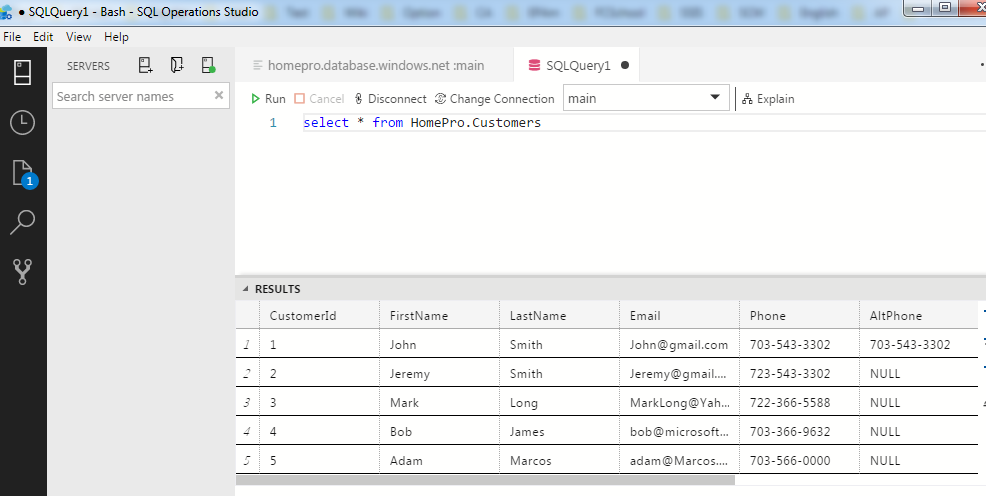 ● SQLQuery1 - Bash - SQL Operations Studio
File Edit View Help
SERVERS
Search server names
1
homepro.database.windows.net :main
SQLQuery1 ●
Run Cancel Disconnect Change Connection main Explain
1 select * from HomePro.Customers
RESULTS
CustomerId FirstName LastName Email Phone AltPhone
1 1 John Smith John@gmail.com 703-543-3302 703-543-3302
2 2 Jeremy Smith Jeremy@gmail.... 723-543-3302 NULL
3 3 Mark Long MarkLong@Yah... 722-366-5588 NULL
4 4 Bob James bob@microsoft... 703-366-9632 NULL
5 5 Adam Marcos adam@Marcos.... 703-566-0000 NULL